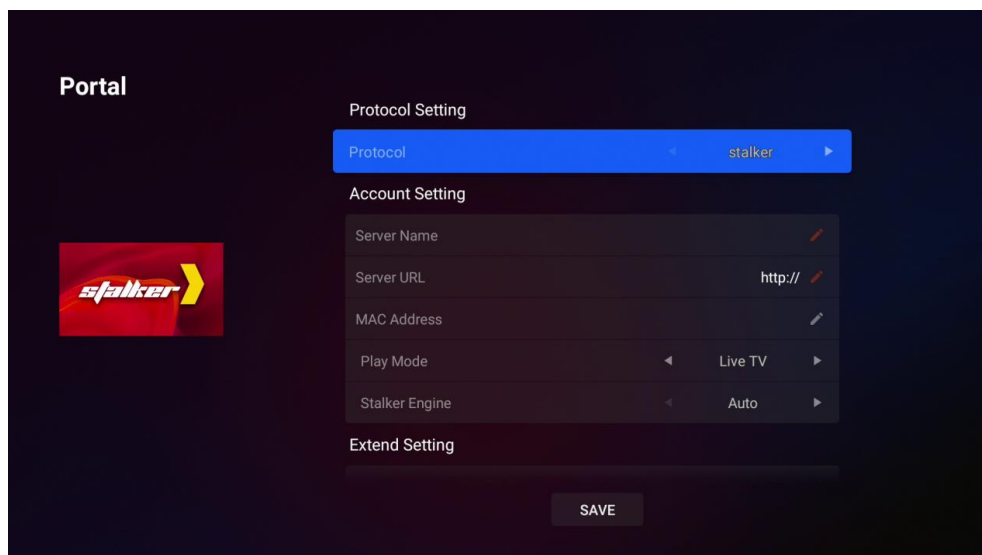 Portal
Protocol Setting
Protocol stalker
Account Setting
Server Name
stalker
Server URL http://
MAC Address
Play Mode Live TV
Stalker Engine Auto
Extend Setting
SAVE